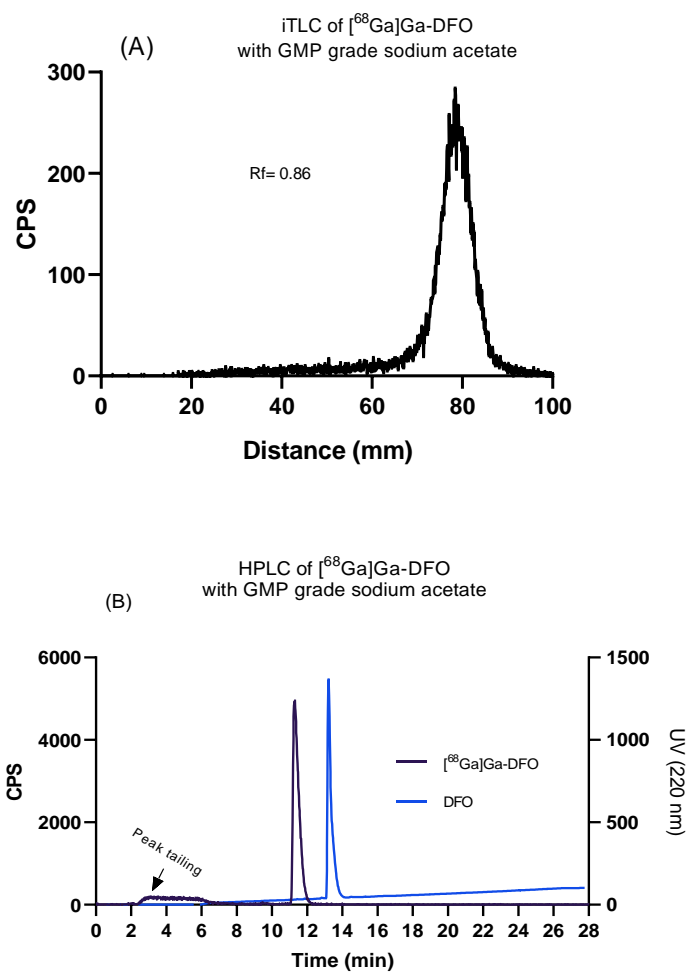 (A)
iTLC of [⁶⁸Ga]Ga-DFO
with GMP grade sodium acetate
300
200
100
0
CPS
Rf= 0.86
0 20 40 60 80 100
Distance (mm)
HPLC of [⁶⁸Ga]Ga-DFO
with GMP grade sodium acetate
(B)
6000
4000
2000
0
CPS
1500
1000
500
0
UV (220 nm)
[⁶⁸Ga]Ga-DFO
DFO
Peak tailing
0 2 4 6 8 10 12 14 16 18 20 22 24 26 28
Time (min)